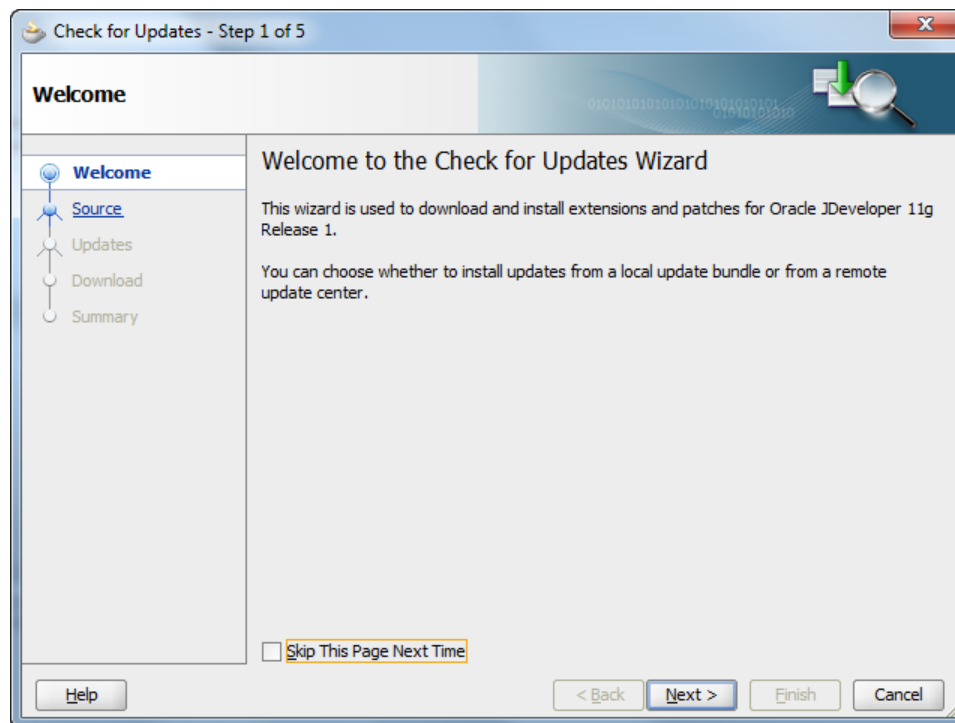 Check for Updates - Step 1 of 5
Welcome
Welcome
Source
Updates
Download
Summary
Welcome to the Check for Updates Wizard
This wizard is used to download and install extensions and patches for Oracle JDeveloper 11g
Release 1.
You can choose whether to install updates from a local update bundle or from a remote
update center.
Skip This Page Next Time
Help
< Back
Next >
Finish
Cancel